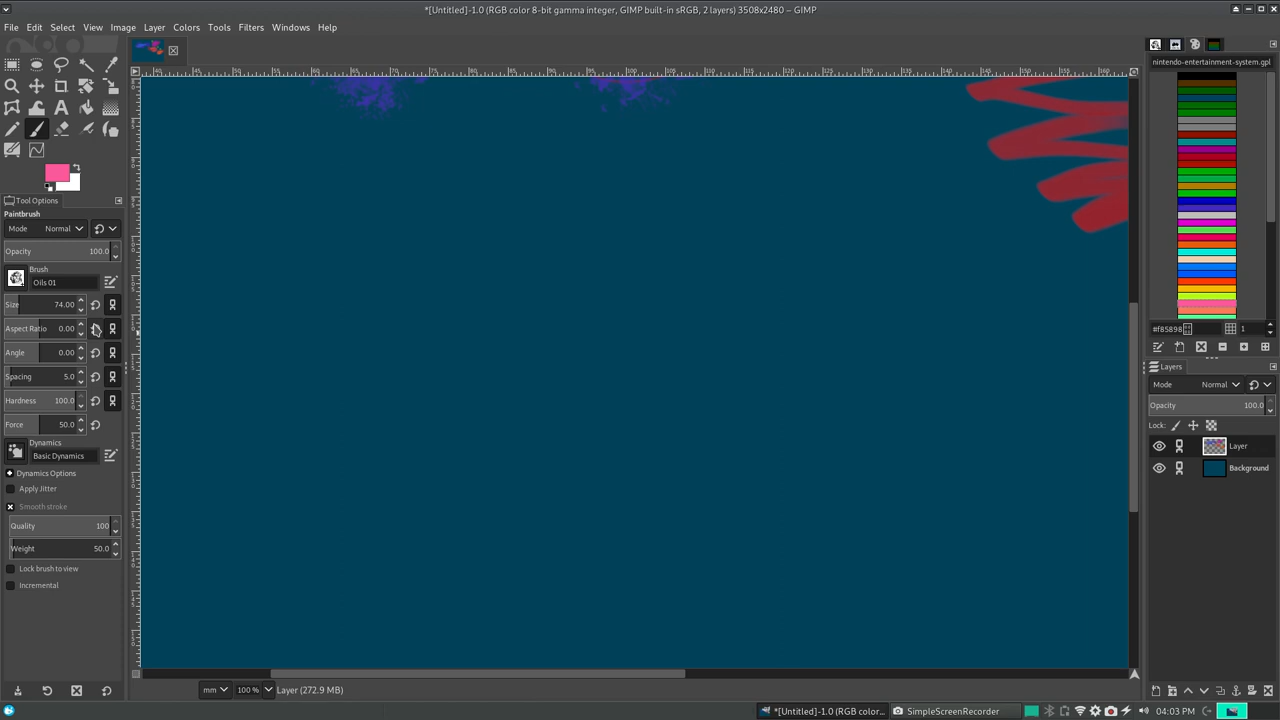 *[Untitled]-1.0 (RGB color 8-bit gamma integer, GIMP built-in sRGB, 2 layers) 3508x2480 – GIMP
File Edit Select View Image Layer Colors Tools Filters Windows Help
Tool Options
Paintbrush
Mode Normal
Opacity 100.0
Brush
Oils 01
Size 74.00
Aspect Ratio 0.00
Angle 0.00
Spacing 5.0
Hardness 100.0
Force 50.0
Dynamics
Basic Dynamics
Dynamics Options
Apply Jitter
Smooth stroke
Quality 100
Weight 50.0
Lock brush to view
Incremental
mm 100 % Layer (272.9 MB)
nintendo-entertainment-system.gpl
#f85898 1
Layers
Mode Normal
Opacity 100.0
Lock:
Layer
Background
*[Untitled]-1.0 (RGB color... SimpleScreenRecorder 04:03 PM